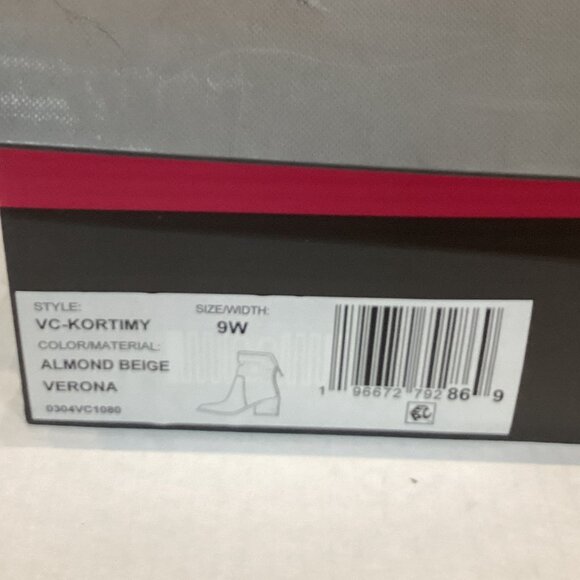 STYLE:
VC-KORTIMY
COLOR/MATERIAL:
ALMOND BEIGE
VERONA
0304VC1080
SIZE/WIDTH:
9W
1 96672 79286 9